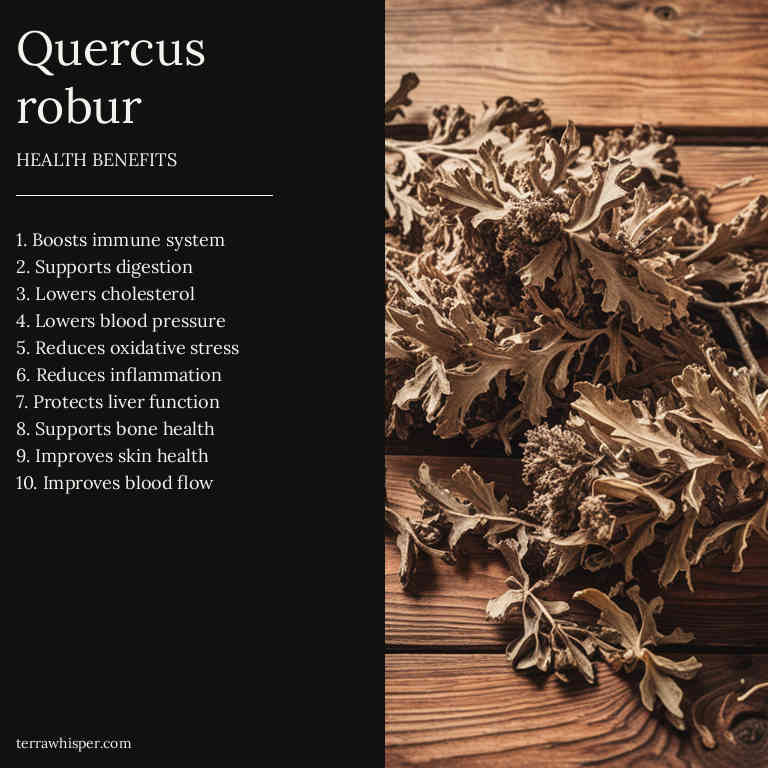 Quercus
robur
HEALTH BENEFITS
1. Boosts immune system
2. Supports digestion
3. Lowers cholesterol
4. Lowers blood pressure
5. Reduces oxidative stress
6. Reduces inflammation
7. Protects liver function
8. Supports bone health
9. Improves skin health
10. Improves blood flow
terrawhisper.com